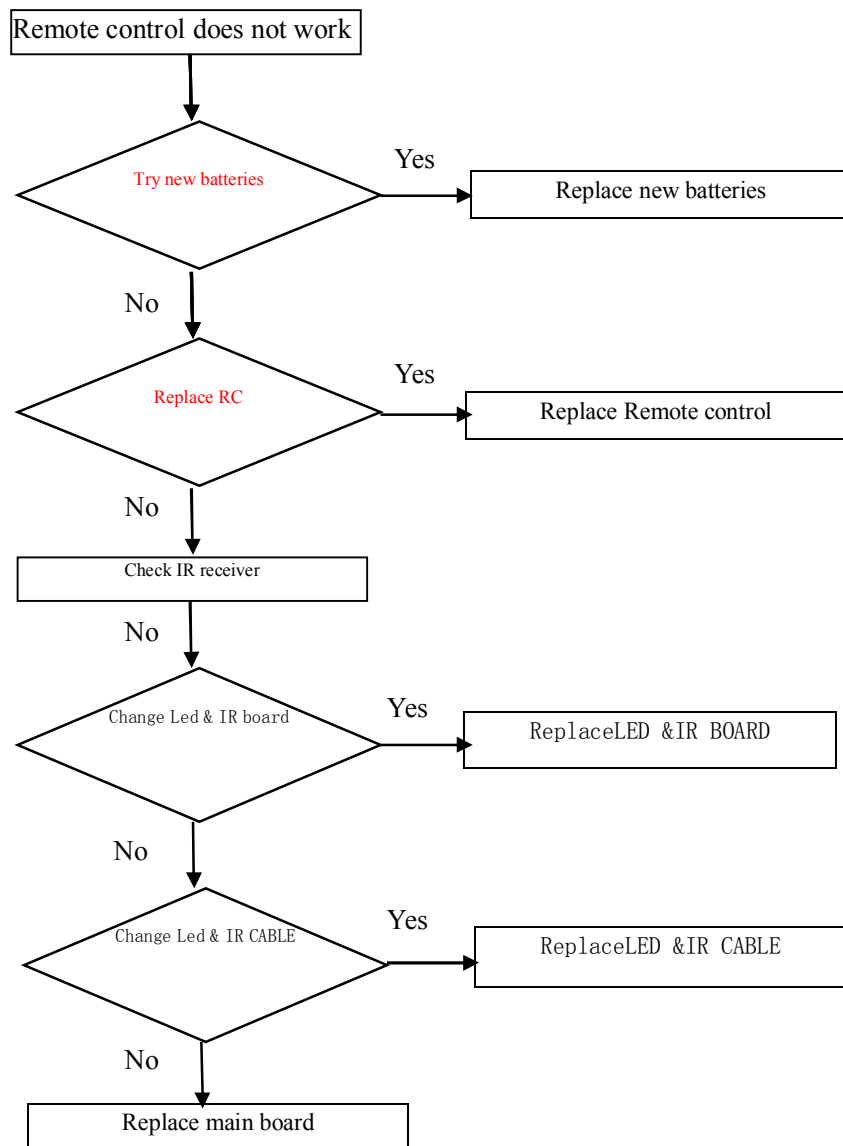 Remote control does not work
Yes
Try new batteries
Replace new batteries
No
Yes
Replace RC
Replace Remote control
No
Check IR receiver
No
Change Led & IR board
Yes
ReplaceLED &IR BOARD
No
Change Led & IR CABLE
Yes
ReplaceLED &IR CABLE
No
Replace main board